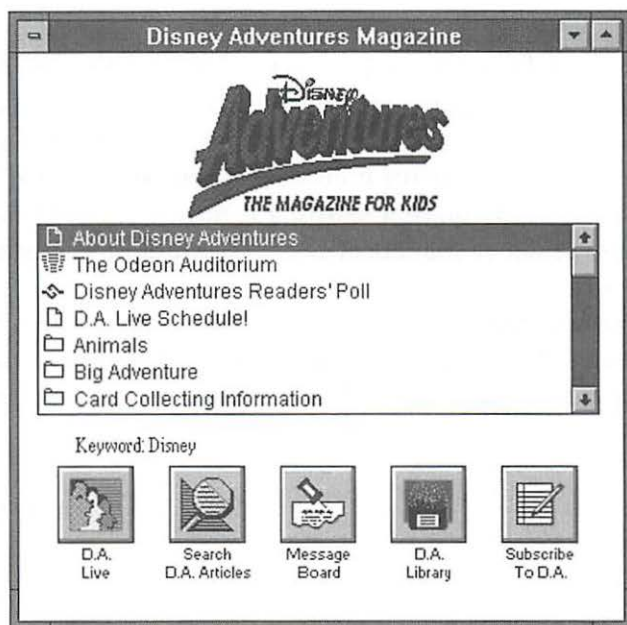 Disney Adventures Magazine
DISNEY
Adventures
THE MAGAZINE FOR KIDS
About Disney Adventures
The Odeon Auditorium
Disney Adventures Readers' Poll
D.A. Live Schedule!
Animals
Big Adventure
Card Collecting Information
Keyword: Disney
D.A.
Live
Search
D.A. Articles
Message
Board
D.A.
Library
Subscribe
To D.A.